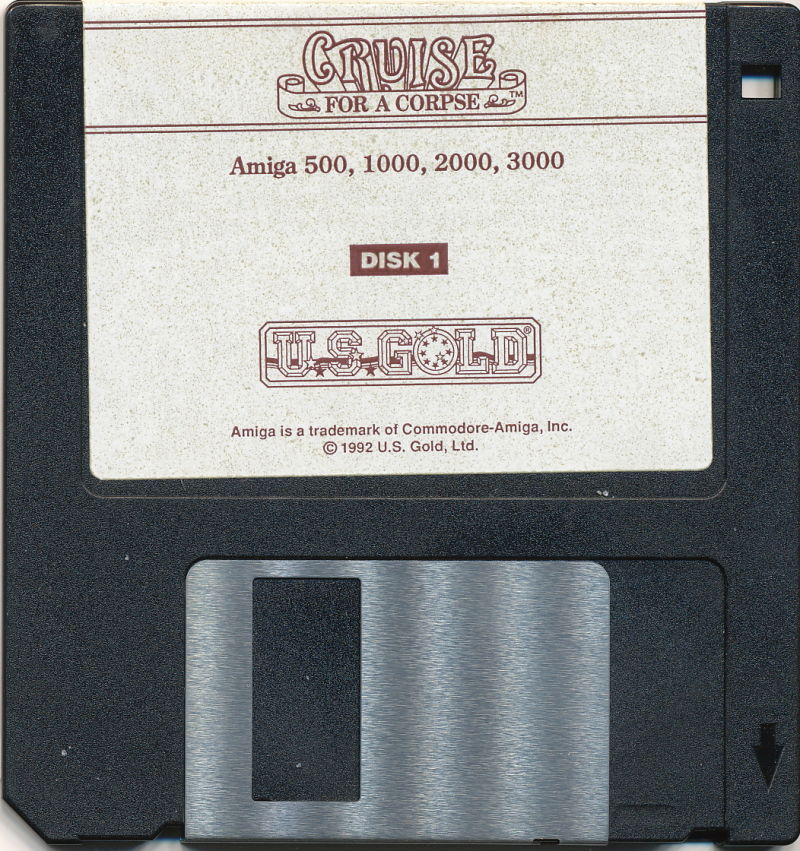 CRUISE
FOR A CORPSE™
Amiga 500, 1000, 2000, 3000
DISK 1
U.S. GOLD®
Amiga is a trademark of Commodore-Amiga, Inc.
© 1992 U.S. Gold, Ltd.